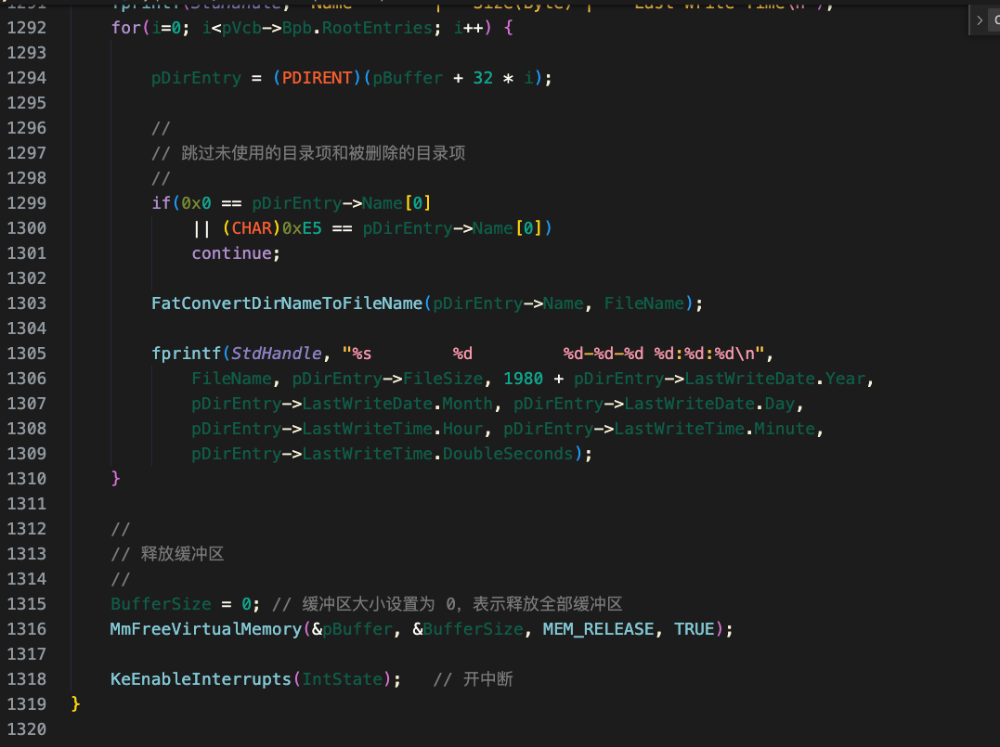 1292 for(i=0; i<pVcb->Bpb.RootEntries; i++) {
1293
1294 pDirEntry = (PDIRENT)(pBuffer + 32 * i);
1295
1296 //
1297 // 跳过未使用的目录项和被删除的目录项
1298 //
1299 if(0x0 == pDirEntry->Name[0]
1300 || (CHAR)0xE5 == pDirEntry->Name[0])
1301 continue;
1302
1303 FatConvertDirNameToFileName(pDirEntry->Name, FileName);
1304
1305 fprintf(StdHandle, "%s        %d         %d-%d-%d %d:%d:%d\n",
1306 FileName, pDirEntry->FileSize, 1980 + pDirEntry->LastWriteDate.Year,
1307 pDirEntry->LastWriteDate.Month, pDirEntry->LastWriteDate.Day,
1308 pDirEntry->LastWriteTime.Hour, pDirEntry->LastWriteTime.Minute,
1309 pDirEntry->LastWriteTime.DoubleSeconds);
1310 }
1311
1312 //
1313 // 释放缓冲区
1314 //
1315 BufferSize = 0; // 缓冲区大小设置为 0，表示释放全部缓冲区
1316 MmFreeVirtualMemory(&pBuffer, &BufferSize, MEM_RELEASE, TRUE);
1317
1318 KeEnableInterrupts(IntState);   // 开中断
1319 }
1320